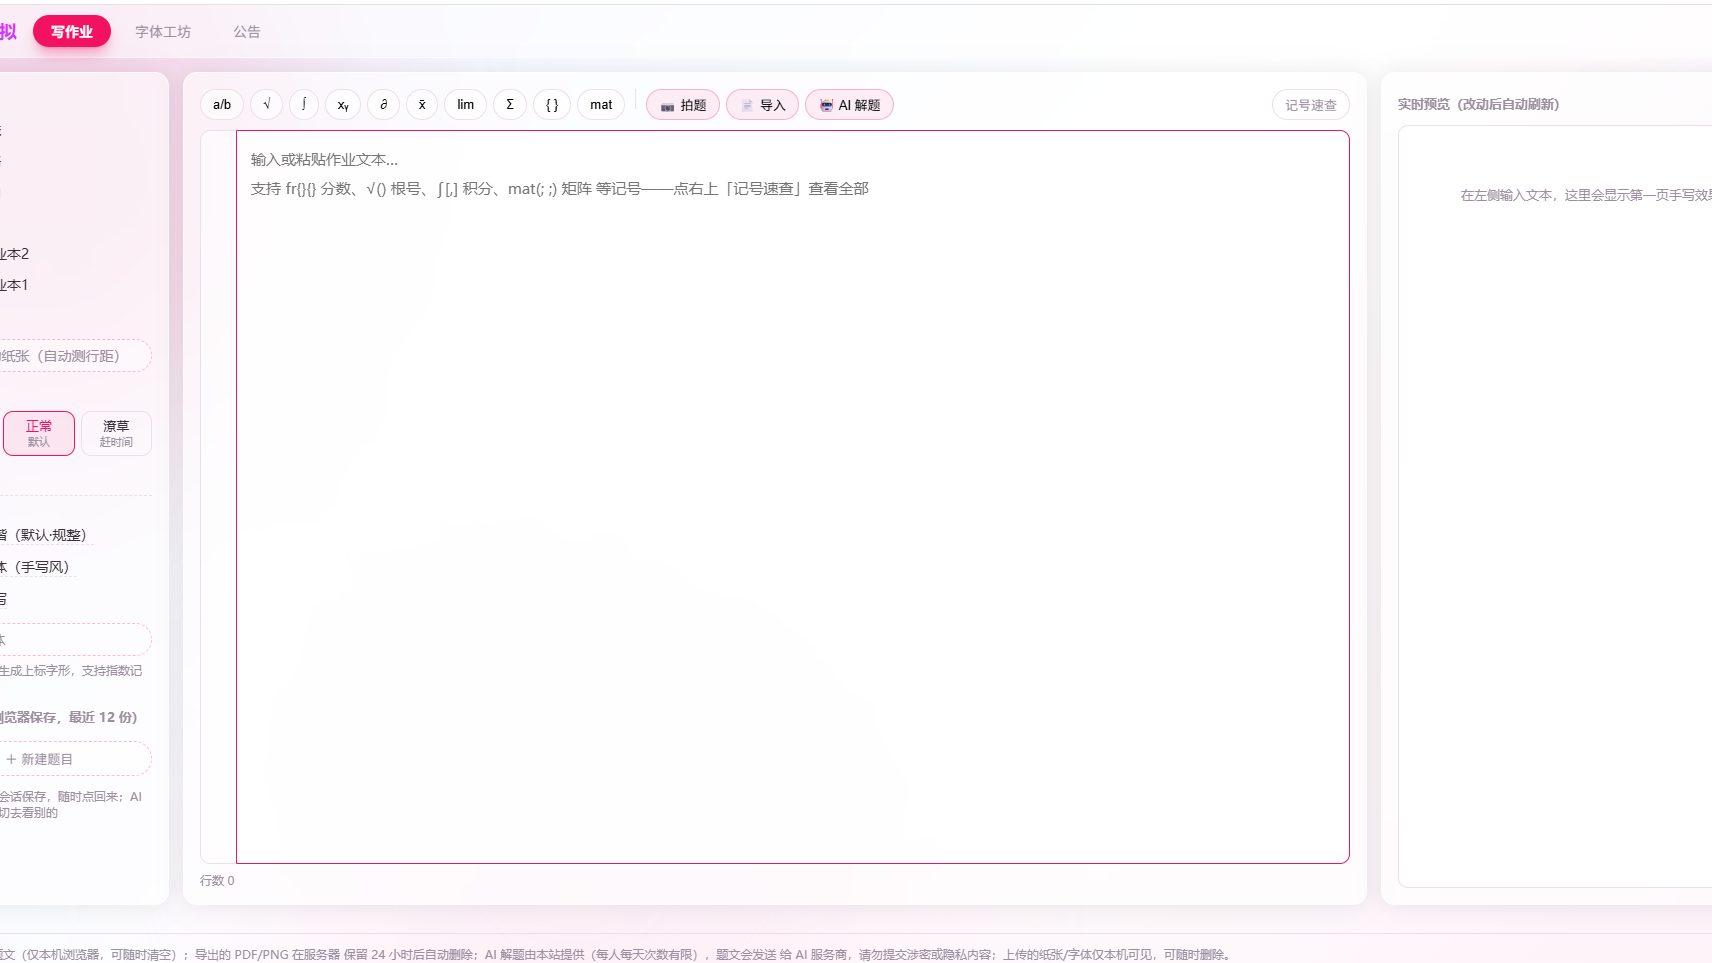 拟 写作业 字体工坊 公告
a/b √ ∫ xᵧ ∂ x̄ lim Σ { } mat 拍题 导入 AI 解题 记号速查
输入或粘贴作业文本...
支持 fr{}{} 分数、√() 根号、∫[,] 积分、mat(; ;) 矩阵 等记号——点右上「记号速查」查看全部
行数 0
业本2
业本1
纸张（自动测行距）
正常
默认
潦草
赶时间
楷（默认·规整）
体（手写风）
写
体
生成上标字形，支持指数记
浏览器保存，最近 12 份）
＋ 新建题目
会话保存，随时点回来；AI
切去看别的
实时预览（改动后自动刷新）
在左侧输入文本，这里会显示第一页手写效果
题文（仅本机浏览器，可随时清空）；导出的 PDF/PNG 在服务器 保留 24 小时后自动删除；AI 解题由本站提供（每人每天次数有限），题文会发送 给 AI 服务商，请勿提交涉密或隐私内容；上传的纸张/字体仅本机可见，可随时删除。